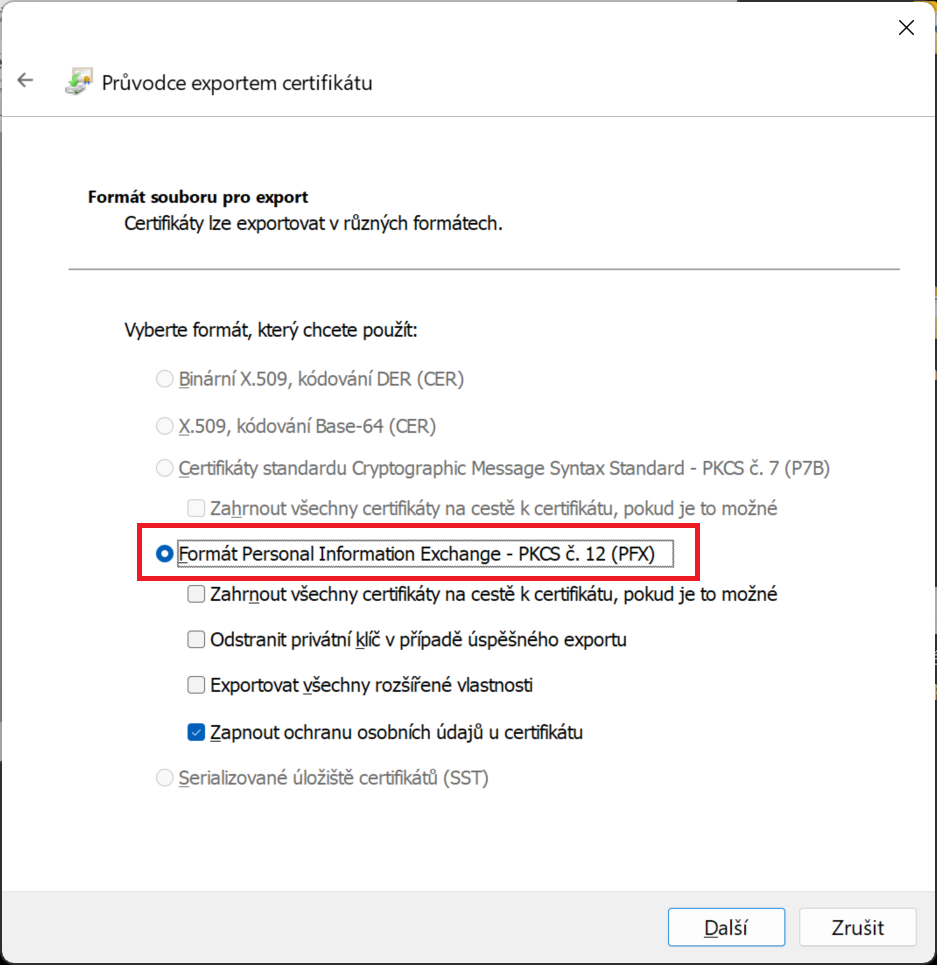 Průvodce exportem certifikátu
Formát souboru pro export
Certifikáty lze exportovat v různých formátech.
Vyberte formát, který chcete použít:
Binární X.509, kódování DER (CER)
X.509, kódování Base-64 (CER)
Certifikáty standardu Cryptographic Message Syntax Standard - PKCS č. 7 (P7B)
Zahrnout všechny certifikáty na cestě k certifikátu, pokud je to možné
Formát Personal Information Exchange - PKCS č. 12 (PFX)
Zahrnout všechny certifikáty na cestě k certifikátu, pokud je to možné
Odstranit privátní klíč v případě úspěšného exportu
Exportovat všechny rozšířené vlastnosti
Zapnout ochranu osobních údajů u certifikátu
Serializované úložiště certifikátů (SST)
Další
Zrušit